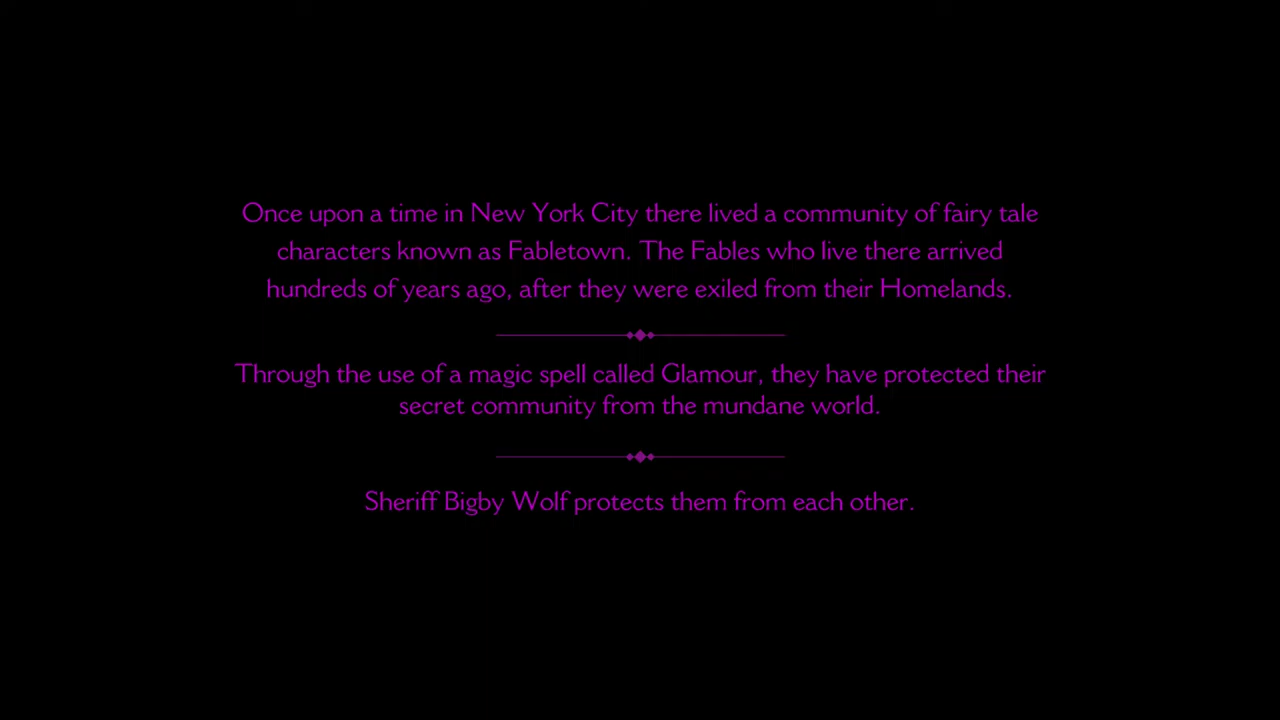 Once upon a time in New York City there lived a community of fairy tale
characters known as Fabletown. The Fables who live there arrived
hundreds of years ago, after they were exiled from their Homelands.
Through the use of a magic spell called Glamour, they have protected their
secret community from the mundane world.
Sheriff Bigby Wolf protects them from each other.